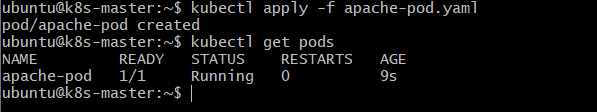 ubuntu@k8s-master:~$ kubectl apply -f apache-pod.yaml
pod/apache-pod created
ubuntu@k8s-master:~$ kubectl get pods
NAME         READY   STATUS    RESTARTS   AGE
apache-pod   1/1     Running   0          9s
ubuntu@k8s-master:~$